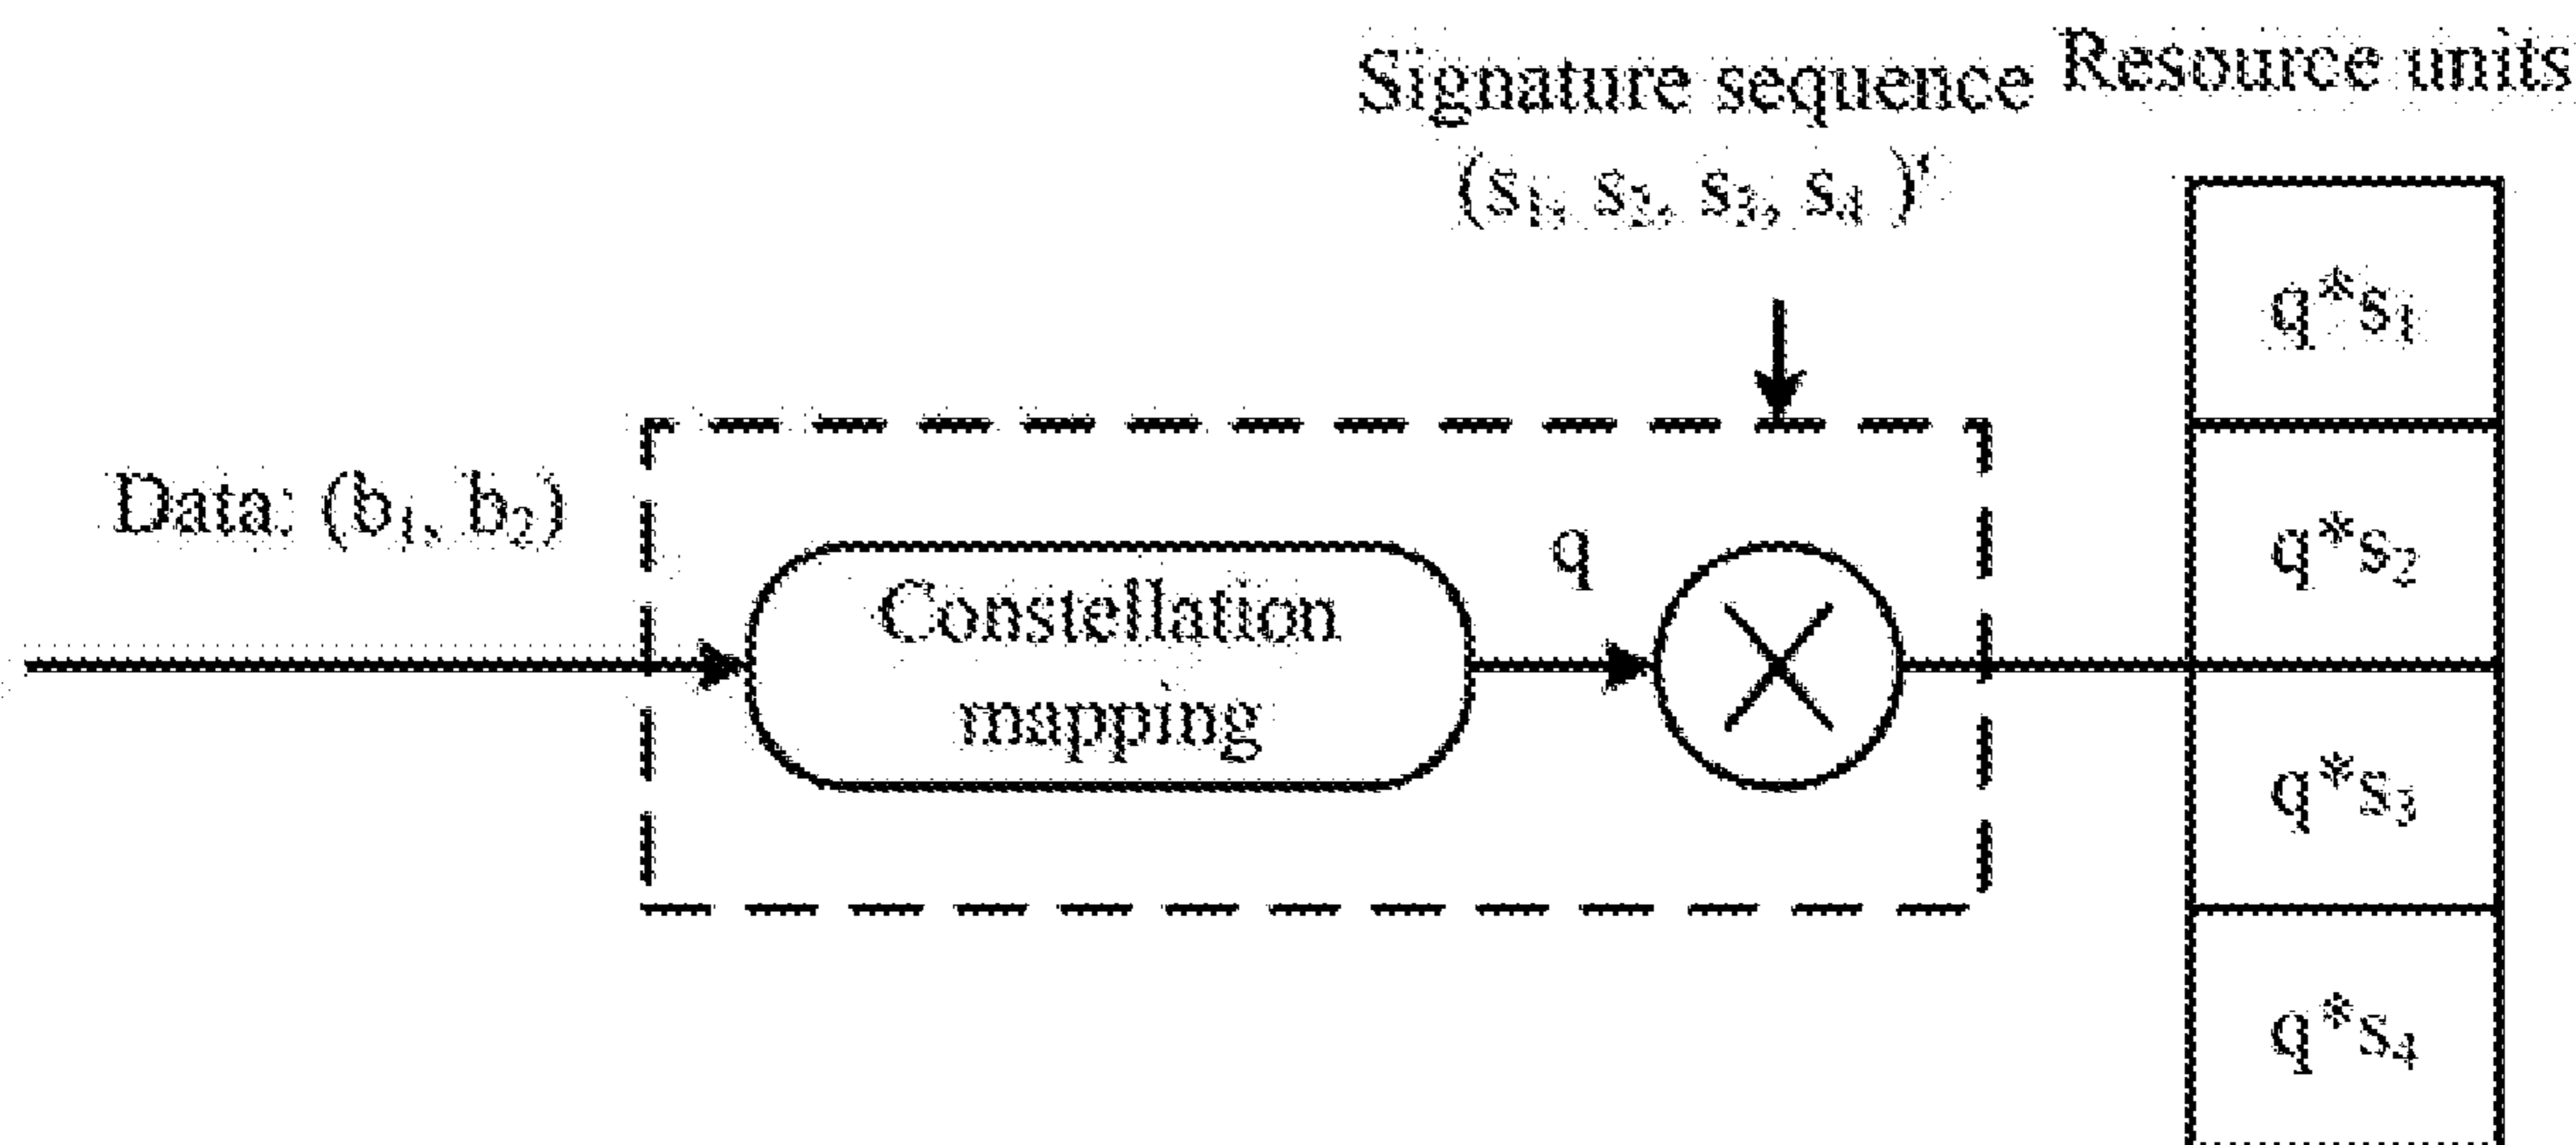 Signature sequence
(s₁, s₂, s₃, s₄ )'
Resource units
Data: (b₁, b₂)
Constellation
mapping
q
q*s₁
q*s₂
q*s₃
q*s₄